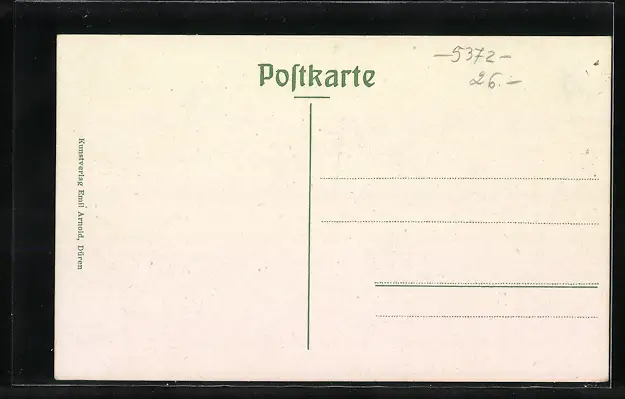 Poſtkarte
–5372–
26.–
Kunstverlag Emil Arnold, Düren